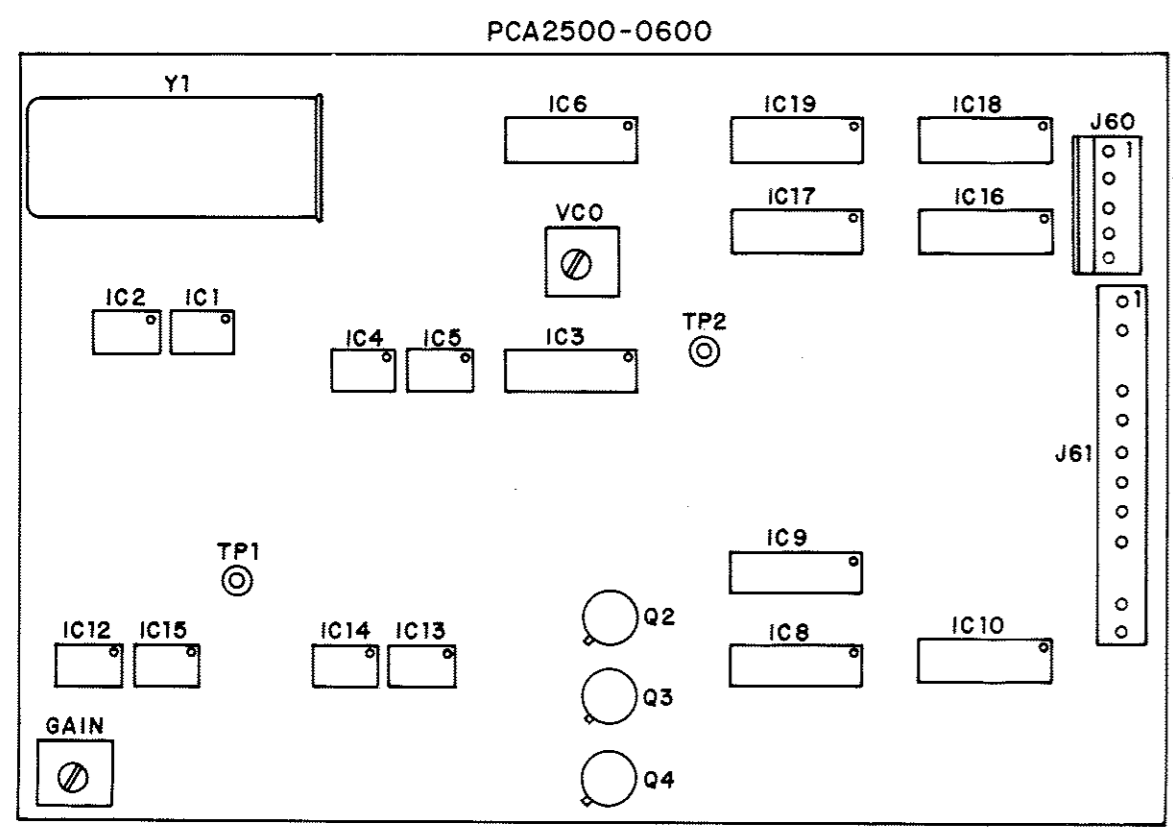 PCA2500-0600
Y1
IC6
IC19
IC18
J60
1
IC17
IC16
VCO
IC2
IC1
1
TP2
IC4
IC5
IC3
J61
IC9
TP1
Q2
IC12
IC15
IC14
IC13
IC8
IC10
Q3
GAIN
Q4